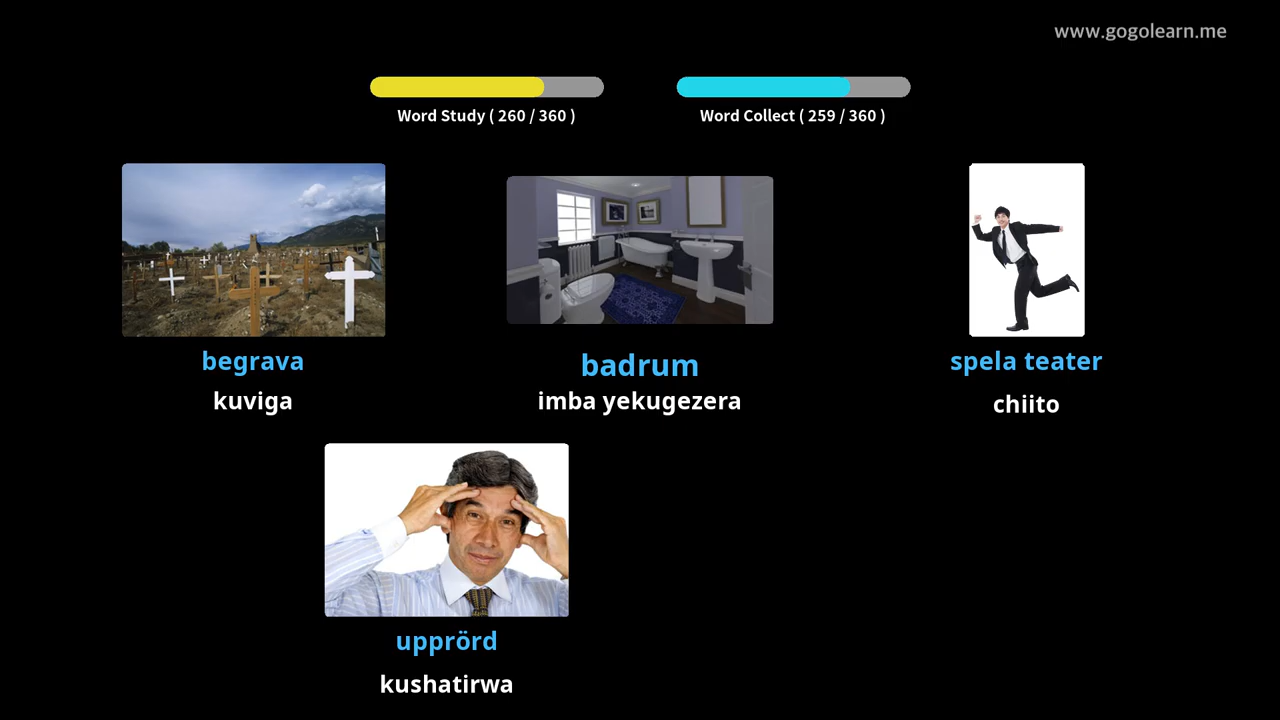 www.gogolearn.me
Word Study ( 260 / 360 )
Word Collect ( 259 / 360 )
begrava
kuviga
badrum
imba yekugezera
spela teater
chiito
upprörd
kushatirwa